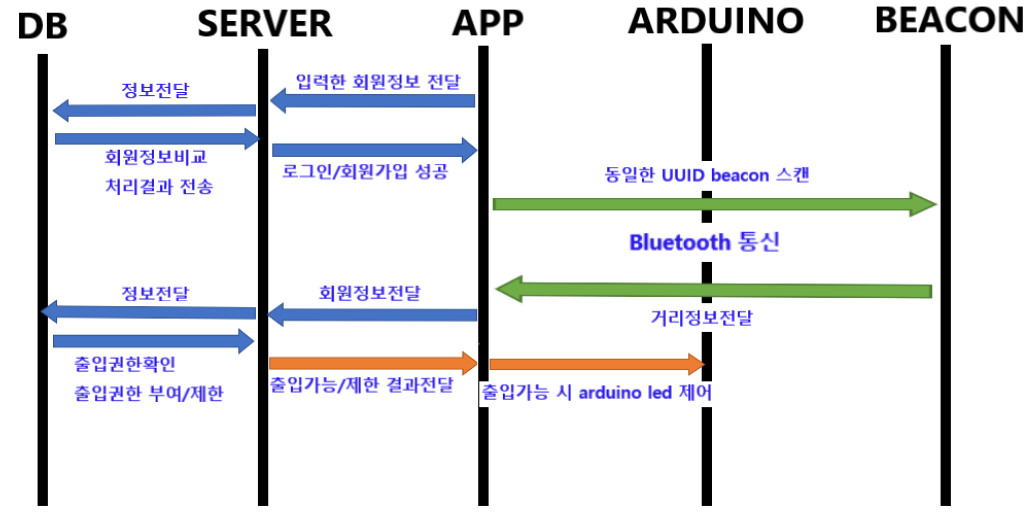 DB
SERVER
APP
ARDUINO
BEACON
정보전달
입력한 회원정보 전달
회원정보비교
처리결과 전송
로그인/회원가입 성공
동일한 UUID beacon 스캔
Bluetooth 통신
거리정보전달
정보전달
회원정보전달
출입권한확인
출입권한 부여/제한
출입가능/제한 결과전달
출입가능 시 arduino led 제어